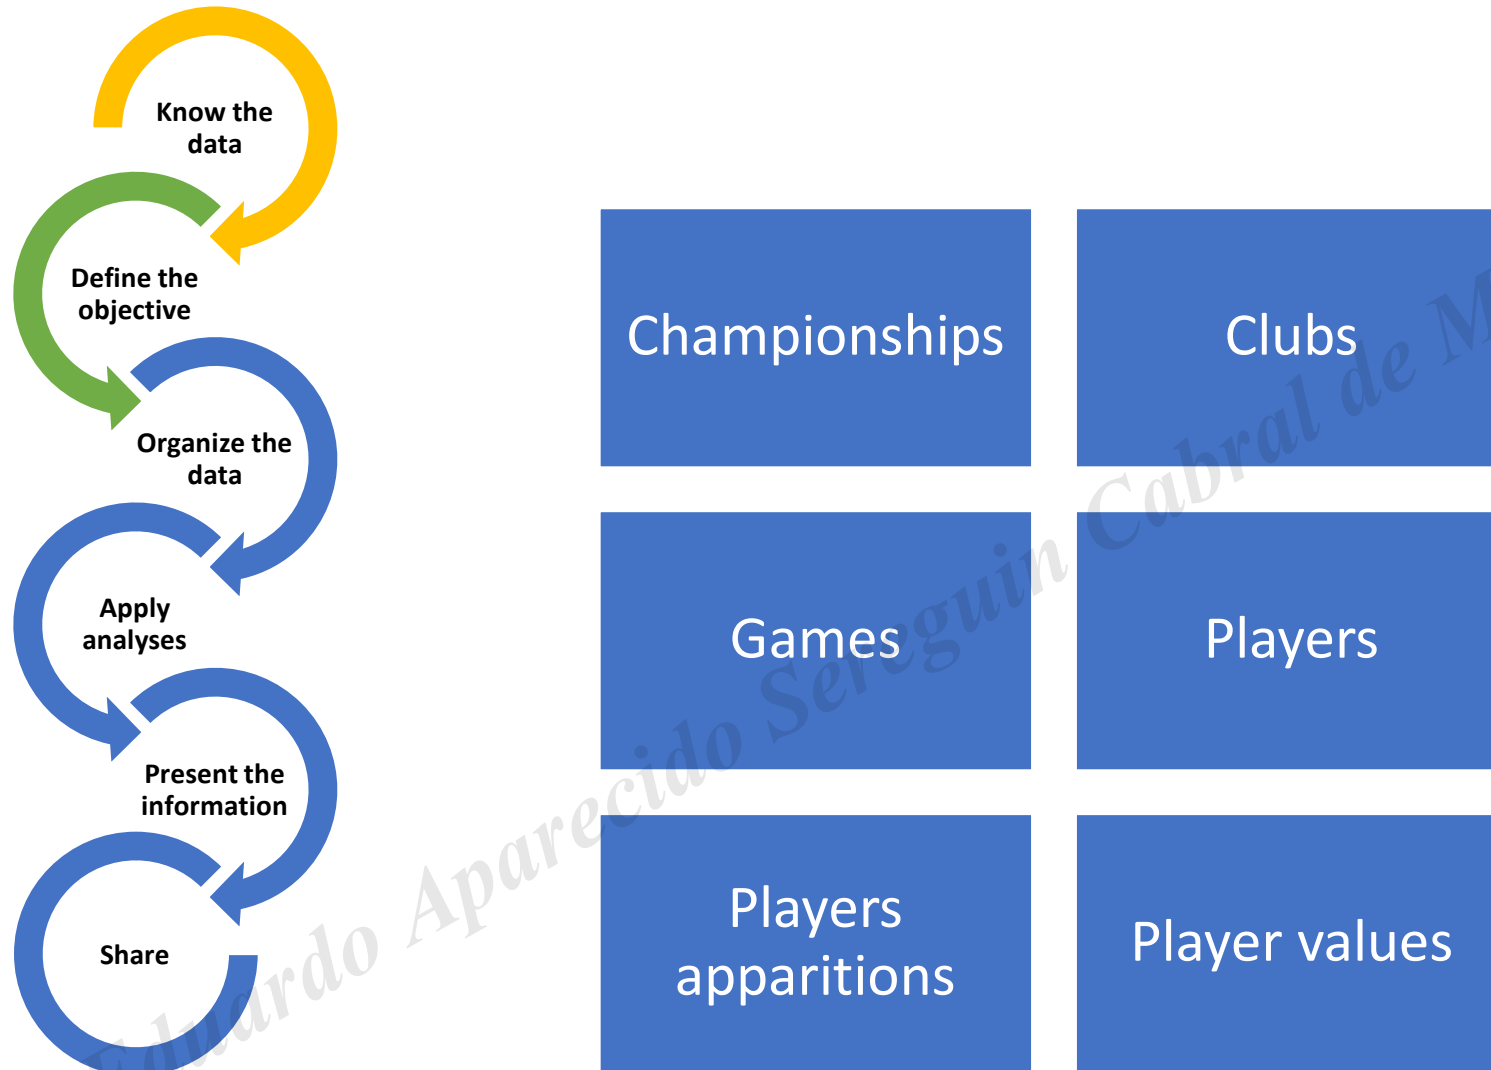 Know the
data
Define the
objective
Organize the
data
Apply
analyses
Present the
information
Share
Championships
Clubs
Games
Players
Players
apparitions
Player values
Eduardo Aparecido Sereguin Cabral de